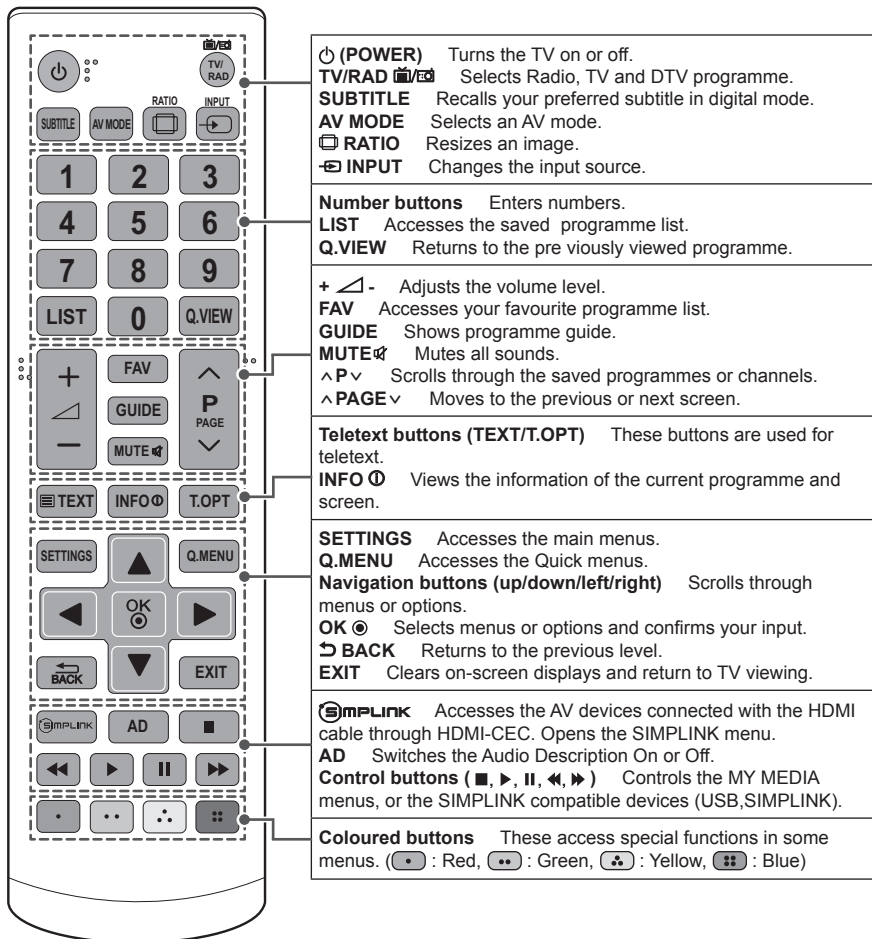 TV/
RAD
RATIO
INPUT
SUBTITLE
AV MODE
1
2
3
4
5
6
7
8
9
LIST
0
Q.VIEW
FAV
GUIDE
MUTE
P
PAGE
TEXT
INFO
T.OPT
SETTINGS
Q.MENU
OK
BACK
EXIT
SIMPLINK
AD
(POWER) Turns the TV on or off.
TV/RAD / Selects Radio, TV and DTV programme.
SUBTITLE Recalls your preferred subtitle in digital mode.
AV MODE Selects an AV mode.
RATIO Resizes an image.
INPUT Changes the input source.
Number buttons Enters numbers.
LIST Accesses the saved programme list.
Q.VIEW Returns to the pre viously viewed programme.
+ - Adjusts the volume level.
FAV Accesses your favourite programme list.
GUIDE Shows programme guide.
MUTE Mutes all sounds.
P Scrolls through the saved programmes or channels.
PAGE Moves to the previous or next screen.
Teletext buttons (TEXT/T.OPT) These buttons are used for
teletext.
INFO Views the information of the current programme and
screen.
SETTINGS Accesses the main menus.
Q.MENU Accesses the Quick menus.
Navigation buttons (up/down/left/right) Scrolls through
menus or options.
OK Selects menus or options and confirms your input.
BACK Returns to the previous level.
EXIT Clears on-screen displays and return to TV viewing.
SIMPLINK Accesses the AV devices connected with the HDMI
cable through HDMI-CEC. Opens the SIMPLINK menu.
AD Switches the Audio Description On or Off.
Control buttons (■, ▶, II, ◀◀, ▶▶) Controls the MY MEDIA
menus, or the SIMPLINK compatible devices (USB,SIMPLINK).
Coloured buttons These access special functions in some
menus. ( : Red, : Green, : Yellow, : Blue)